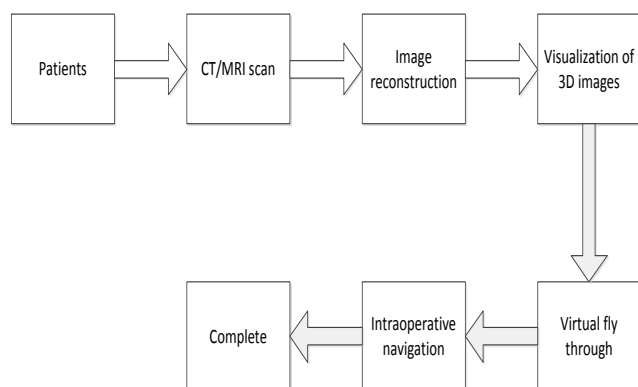 Patients
CT/MRI scan
Image
reconstruction
Visualization of
3D images
Virtual fly
through
Intraoperative
navigation
Complete